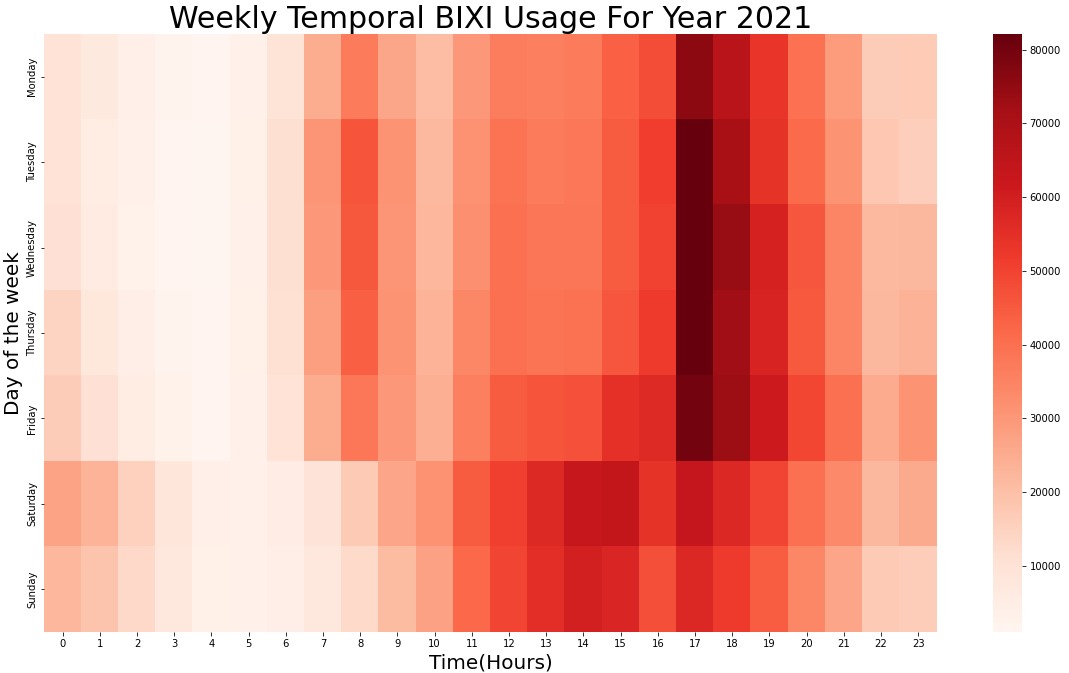 Weekly Temporal BIXI Usage For Year 2021
Day of the week
Monday
Tuesday
Wednesday
Thursday
Friday
Saturday
Sunday
0 1 2 3 4 5 6 7 8 9 10 11 12 13 14 15 16 17 18 19 20 21 22 23
Time(Hours)
80000
70000
60000
50000
40000
30000
20000
10000